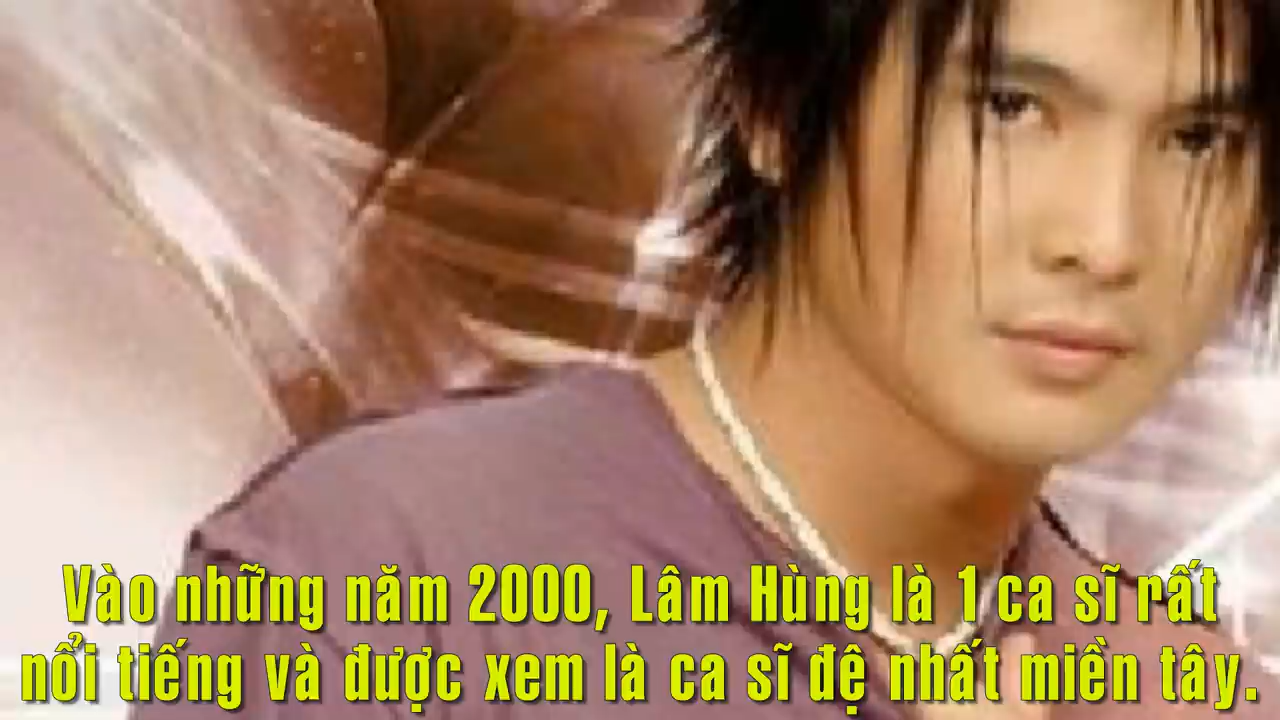 Vào những năm 2000, Lâm Hùng là 1 ca sĩ rất
nổi tiếng và được xem là ca sĩ đệ nhất miền tây.